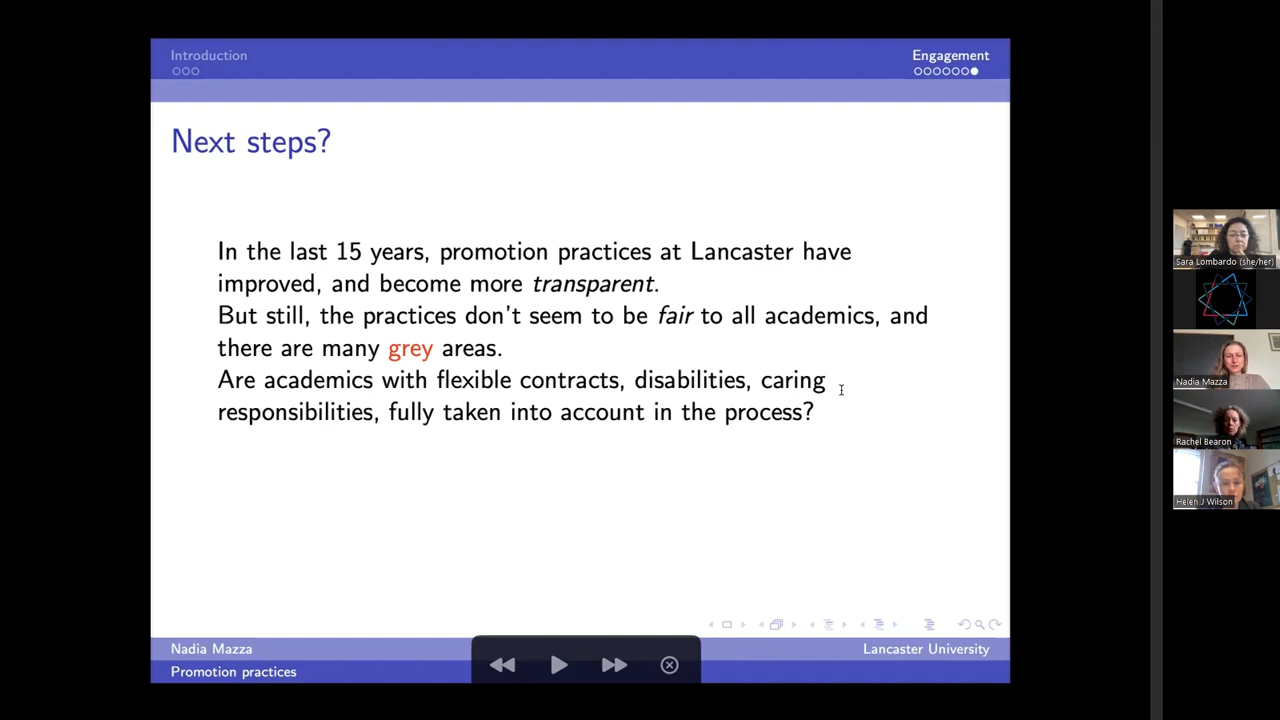 Introduction
Engagement
Next steps?
In the last 15 years, promotion practices at Lancaster have
improved, and become more transparent.
But still, the practices don't seem to be fair to all academics, and
there are many grey areas.
Are academics with flexible contracts, disabilities, caring
responsibilities, fully taken into account in the process?
Nadia Mazza
Lancaster University
Promotion practices
Sara Lombardo (she/her)
Nadia Mazza
Rachel Bearon
Helen J Wilson